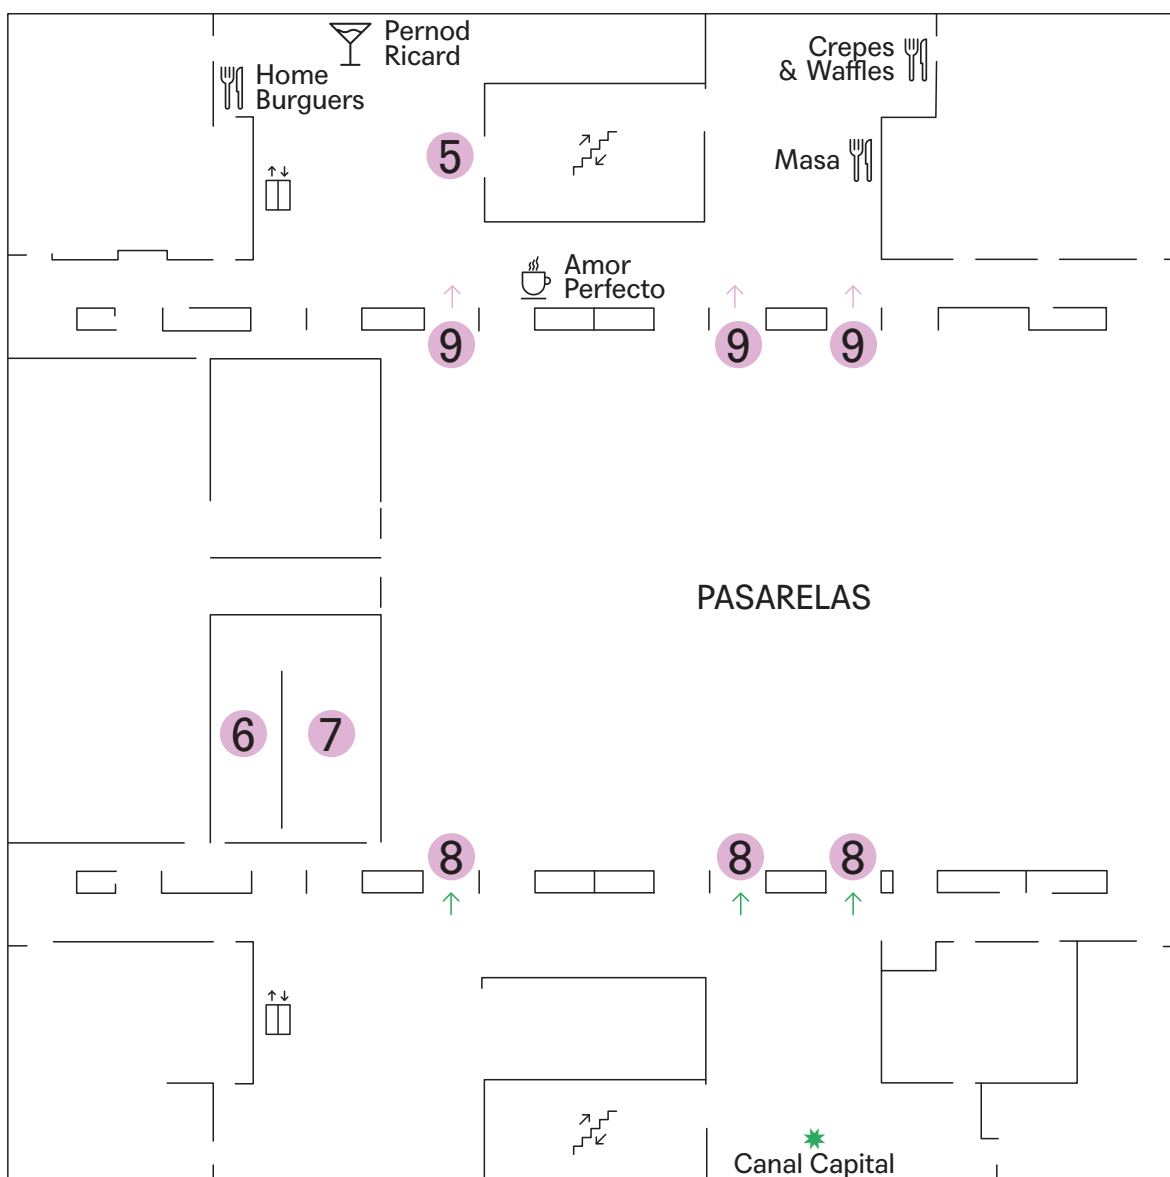 Pernod
Ricard
Home
Burguers
Crepes
& Waffles
5
Masa
Amor
Perfecto
9
9
9
PASARELAS
6
7
8
8
8
Canal Capital